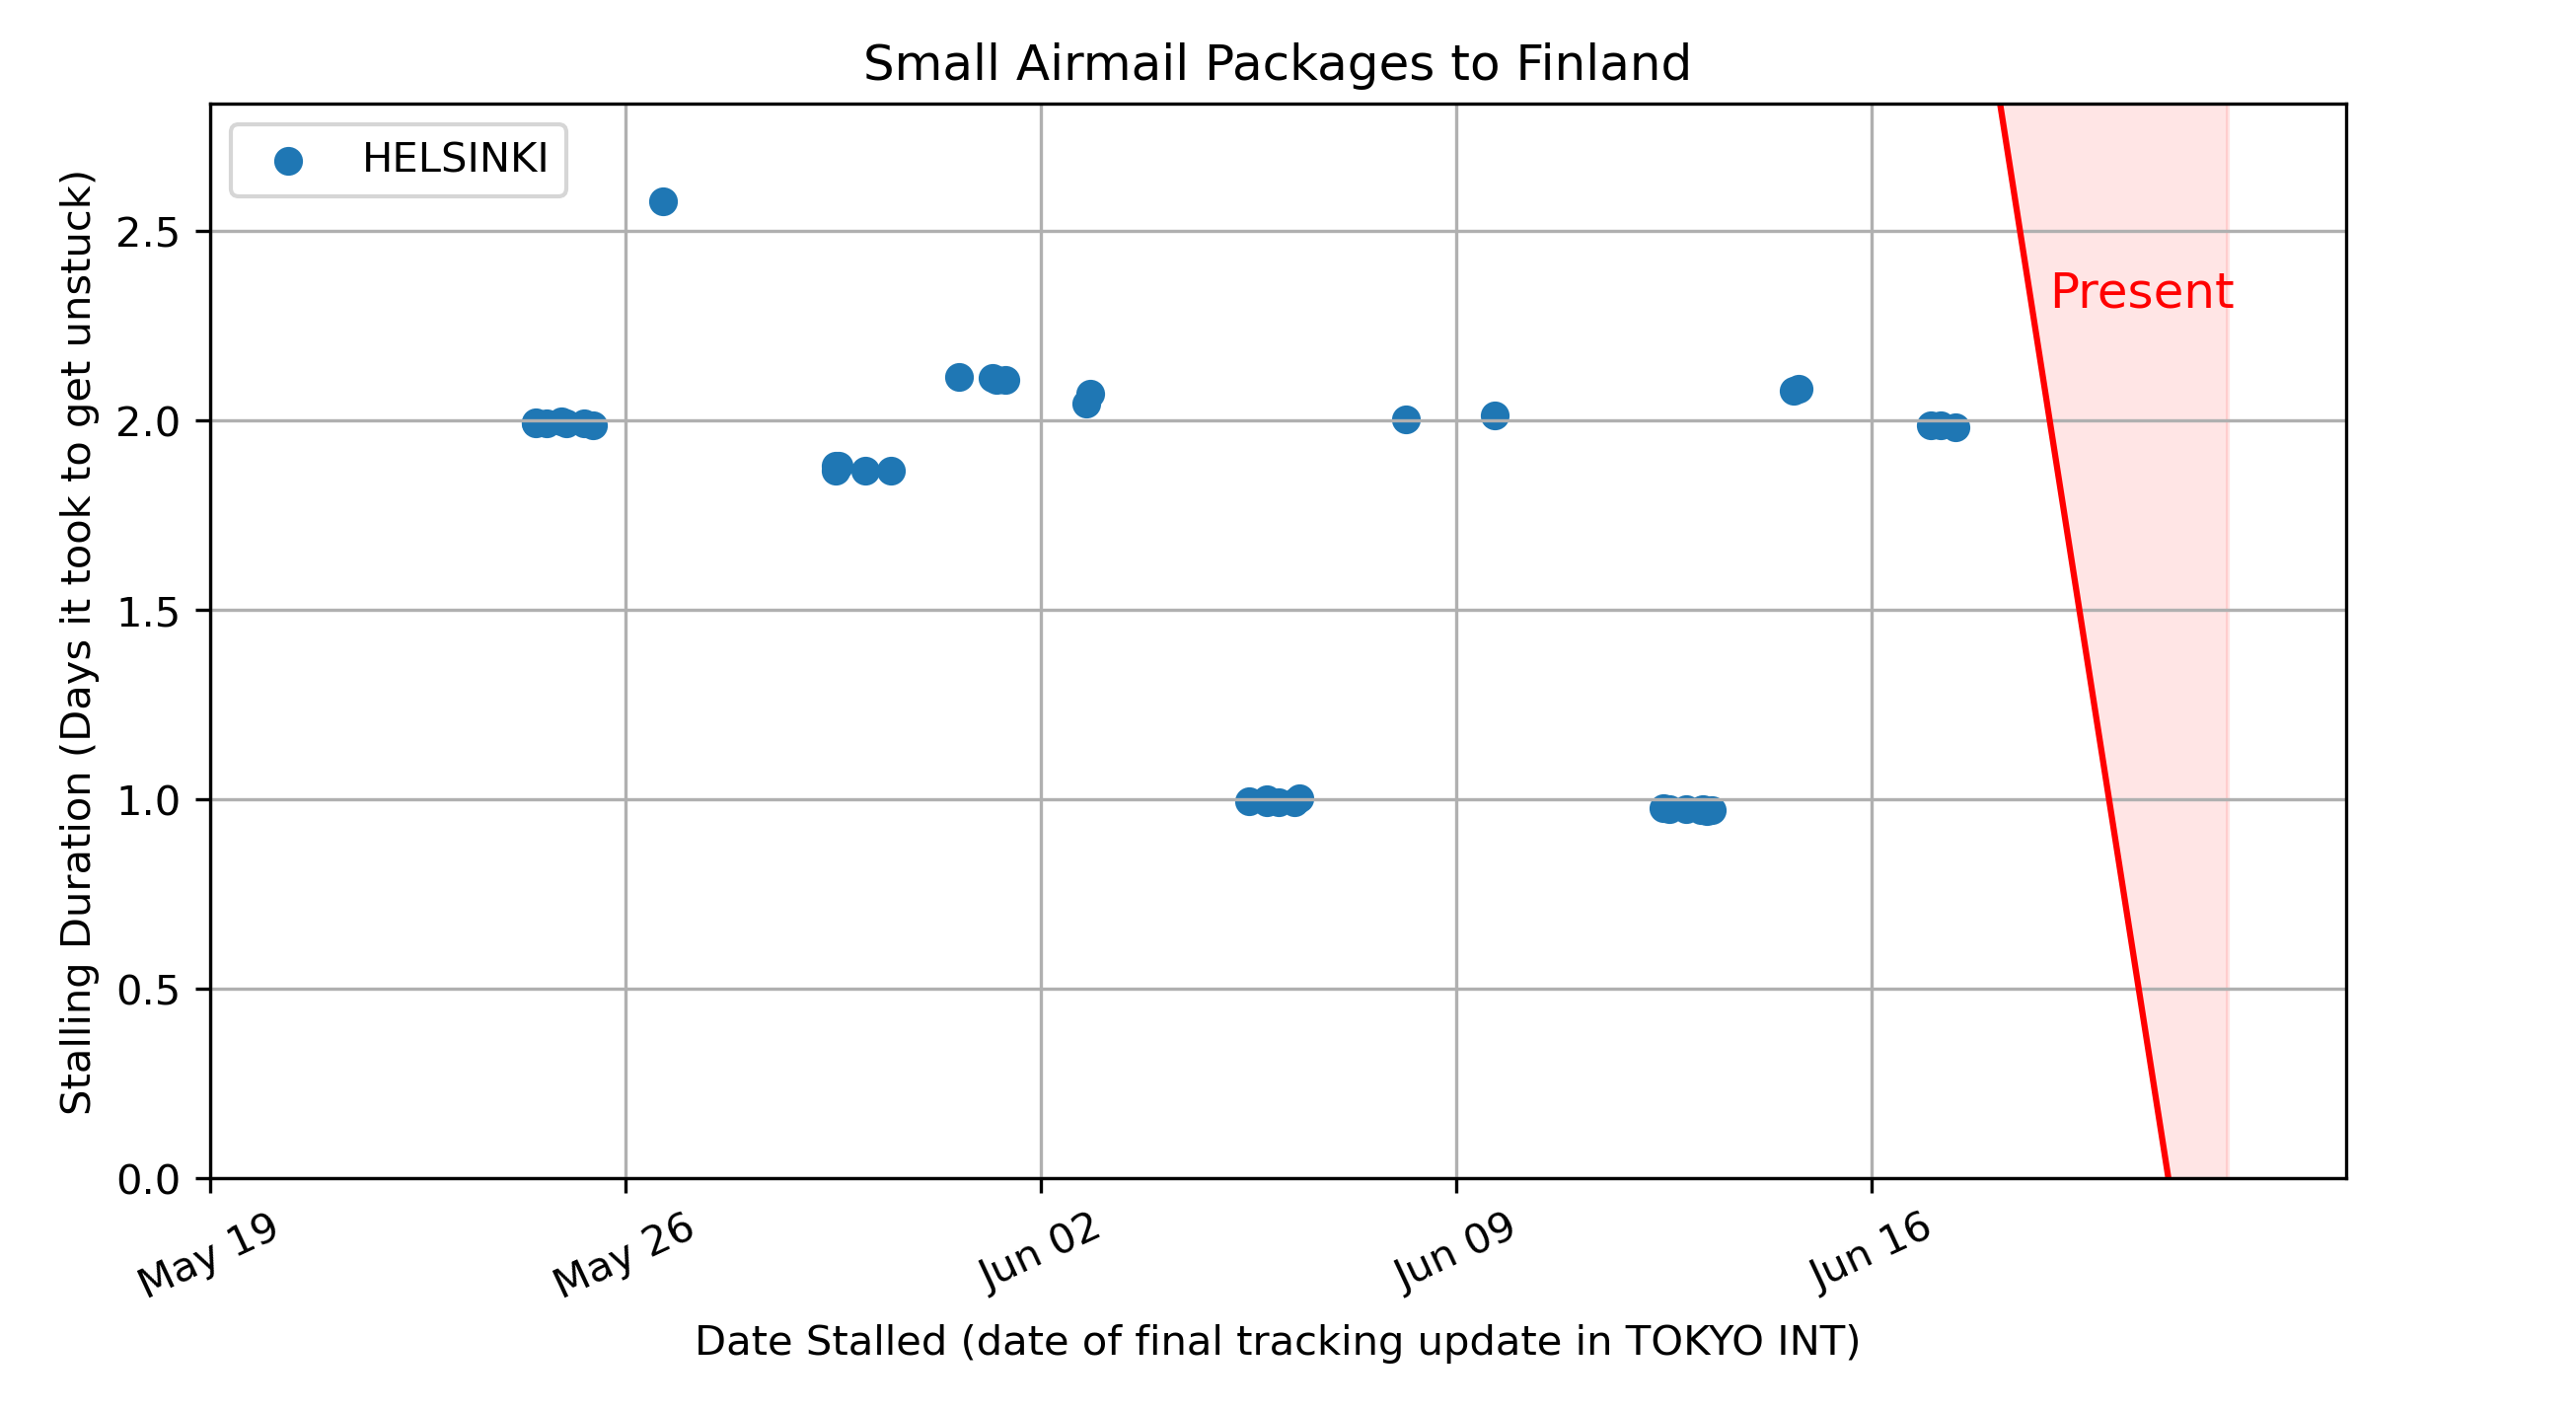 Small Airmail Packages to Finland
HELSINKI
Present
Stalling Duration (Days it took to get unstuck)
2.5
2.0
1.5
1.0
0.5
0.0
May 19
May 26
Jun 02
Jun 09
Jun 16
Date Stalled (date of final tracking update in TOKYO INT)